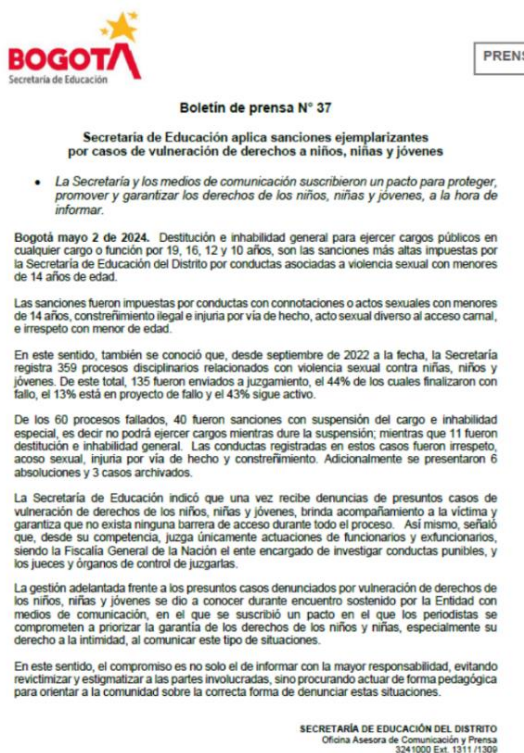 BOGOTÁ
Secretaría de Educación
PRENS
Boletín de prensa N° 37
Secretaría de Educación aplica sanciones ejemplarizantes
por casos de vulneración de derechos a niños, niñas y jóvenes
• La Secretaría y los medios de comunicación suscribieron un pacto para proteger,
promover y garantizar los derechos de los niños, niñas y jóvenes, a la hora de
informar.
Bogotá mayo 2 de 2024. Destitución e inhabilidad general para ejercer cargos públicos en
cualquier cargo o función por 19, 16, 12 y 10 años, son las sanciones más altas impuestas por
la Secretaría de Educación del Distrito por conductas asociadas a violencia sexual con menores
de 14 años de edad.
Las sanciones fueron impuestas por conductas con connotaciones o actos sexuales con menores
de 14 años, constreñimiento ilegal e injuria por vía de hecho, acto sexual diverso al acceso carnal,
e irrespeto con menor de edad.
En este sentido, también se conoció que, desde septiembre de 2022 a la fecha, la Secretaría
registra 359 procesos disciplinarios relacionados con violencia sexual contra niñas, niños y
jóvenes. De este total, 135 fueron enviados a juzgamiento, el 44% de los cuales finalizaron con
fallo, el 13% está en proyecto de fallo y el 43% sigue activo.
De los 60 procesos fallados, 40 fueron sanciones con suspensión del cargo e inhabilidad
especial, es decir no podrá ejercer cargos mientras dure la suspensión; mientras que 11 fueron
destitución e inhabilidad general. Las conductas registradas en estos casos fueron irrespeto,
acoso sexual, injuria por vía de hecho y constreñimiento. Adicionalmente se presentaron 6
absoluciones y 3 casos archivados.
La Secretaría de Educación indicó que una vez recibe denuncias de presuntos casos de
vulneración de derechos de los niños, niñas y jóvenes, brinda acompañamiento a la víctima y
garantiza que no exista ninguna barrera de acceso durante todo el proceso. Así mismo, señaló
que, desde su competencia, juzga únicamente actuaciones de funcionarios y exfuncionarios,
siendo la Fiscalía General de la Nación el ente encargado de investigar conductas punibles, y
los jueces y órganos de control de juzgarlas.
La gestión adelantada frente a los presuntos casos denunciados por vulneración de derechos de
los niños, niñas y jóvenes se dio a conocer durante encuentro sostenido por la Entidad con
medios de comunicación, en el que se suscribió un pacto en el que los periodistas se
comprometen a priorizar la garantía de los derechos de los niños y niñas, especialmente su
derecho a la intimidad, al comunicar este tipo de situaciones.
En este sentido, el compromiso es no solo el de informar con la mayor responsabilidad, evitando
revictimizar y estigmatizar a las partes involucradas, sino procurando actuar de forma pedagógica
para orientar a la comunidad sobre la correcta forma de denunciar estas situaciones.
SECRETARÍA DE EDUCACIÓN DEL DISTRITO
Oficina Asesora de Comunicación y Prensa
3241000 Ext. 1311 /1309